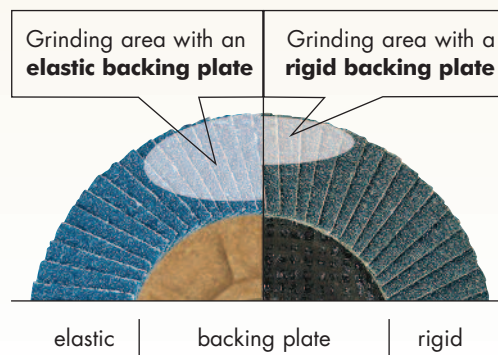 Grinding area with an
elastic backing plate
Grinding area with a
rigid backing plate
elastic
backing plate
rigid